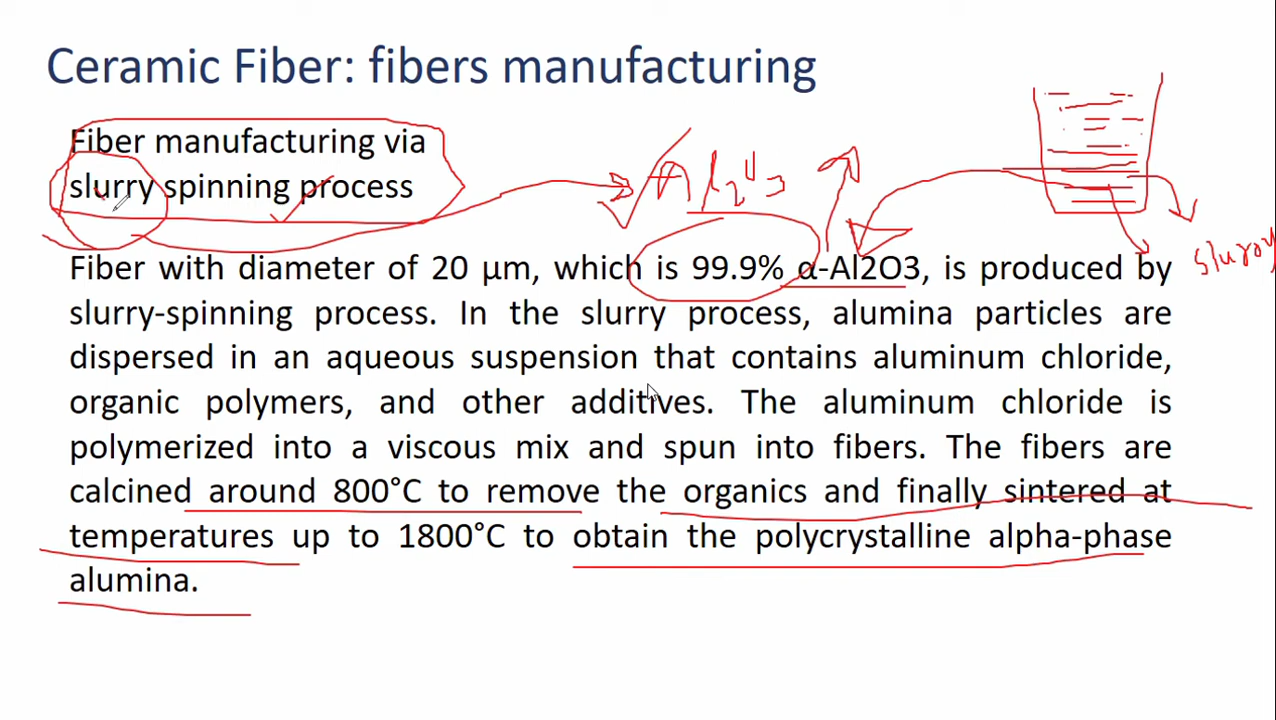 Ceramic Fiber: fibers manufacturing
Fiber manufacturing via
slurry spinning process
Al2O3
slurry
Fiber with diameter of 20 μm, which is 99.9% α-Al2O3, is produced by
slurry-spinning process. In the slurry process, alumina particles are
dispersed in an aqueous suspension that contains aluminum chloride,
organic polymers, and other additives. The aluminum chloride is
polymerized into a viscous mix and spun into fibers. The fibers are
calcined around 800°C to remove the organics and finally sintered at
temperatures up to 1800°C to obtain the polycrystalline alpha-phase
alumina.